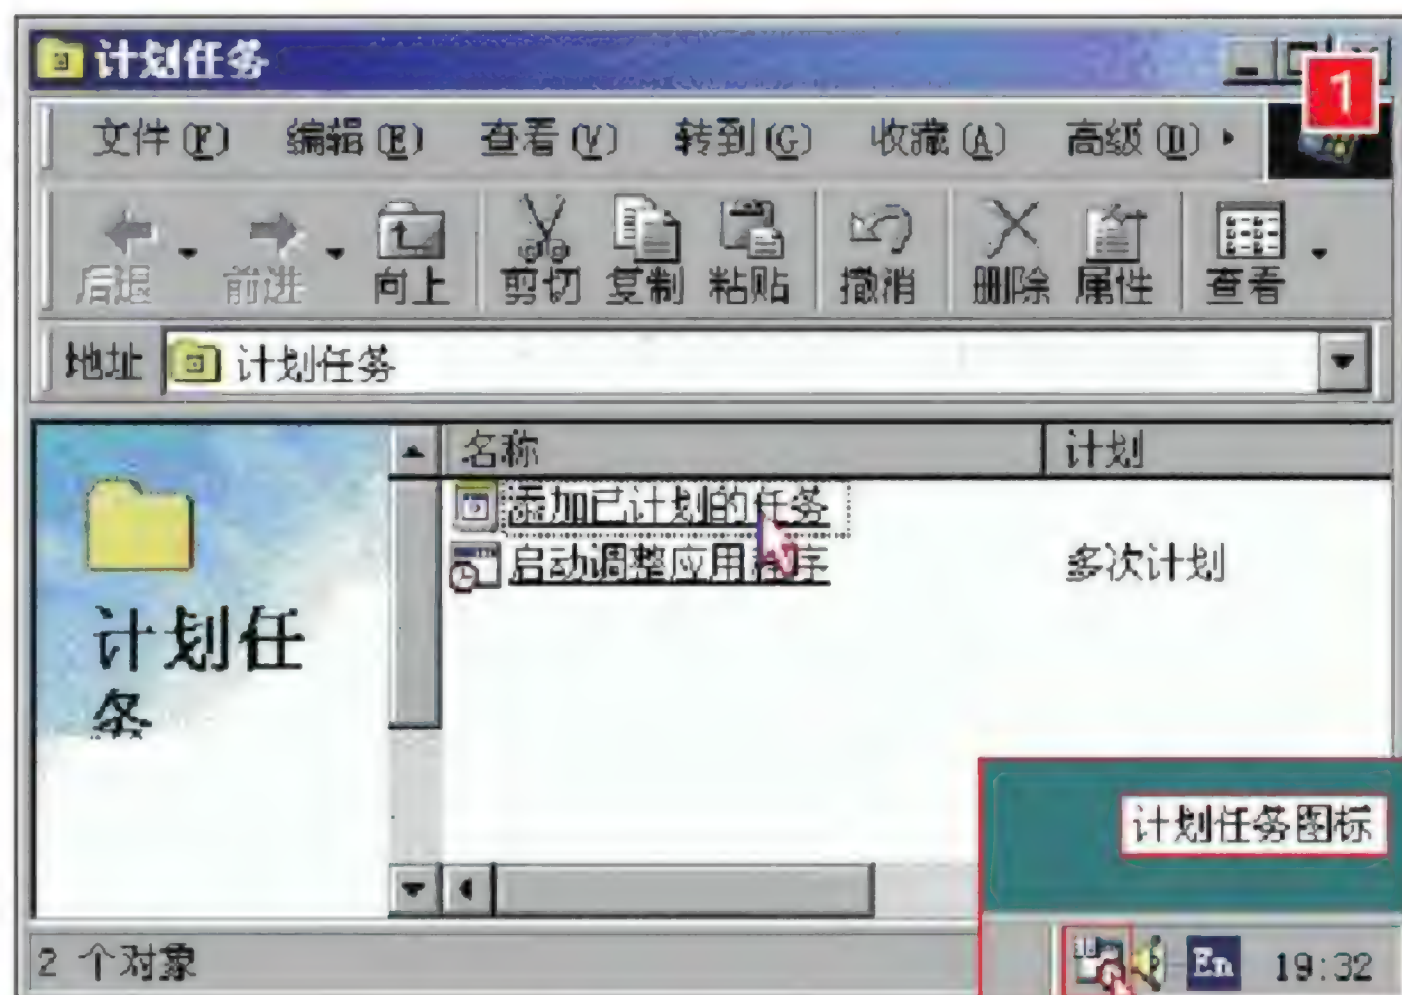 计划任务
1
文件(F) 编辑(E) 查看(V) 转到(G) 收藏(A) 高级(D)
后退 前进 向上 剪切 复制 粘贴 撤消 删除 属性 查看
地址 计划任务
名称 计划
添加已计划的任务
启动调整应用程序 多次计划
计划任
务
计划任务图标
2 个对象
En 19:32